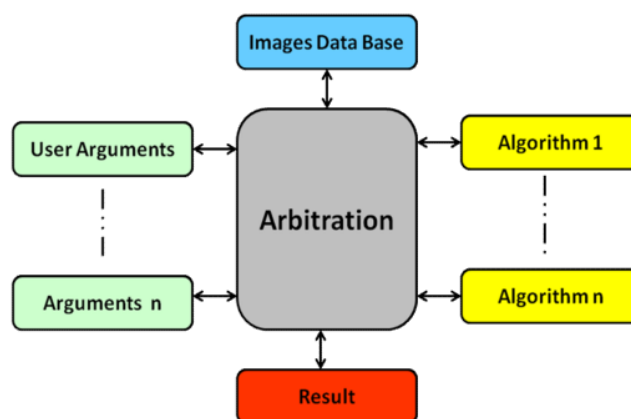 Images Data Base
User Arguments
Algorithm 1
Arbitration
Arguments n
Algorithm n
Result